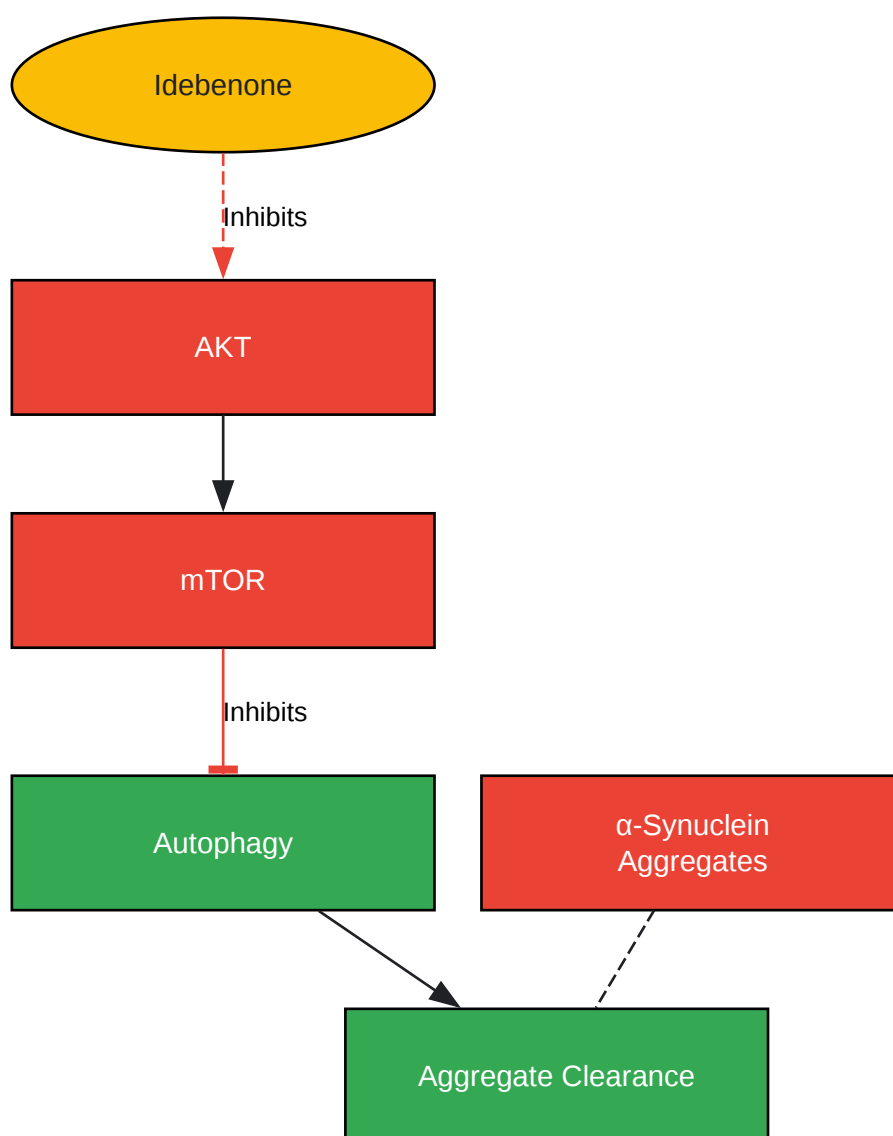 Idebenone
Inhibits
AKT
mTOR
Inhibits
Autophagy
α-Synuclein
Aggregates
Aggregate Clearance